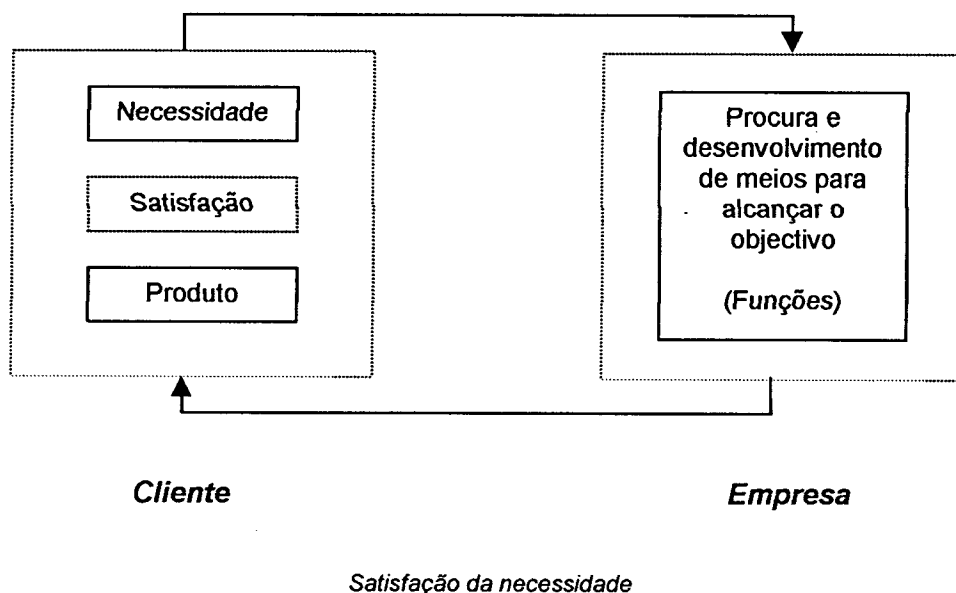 Necessidade
Satisfação
Produto
Procura e
desenvolvimento
de meios para
alcançar o
objectivo
(Funções)
Cliente
Empresa
Satisfação da necessidade